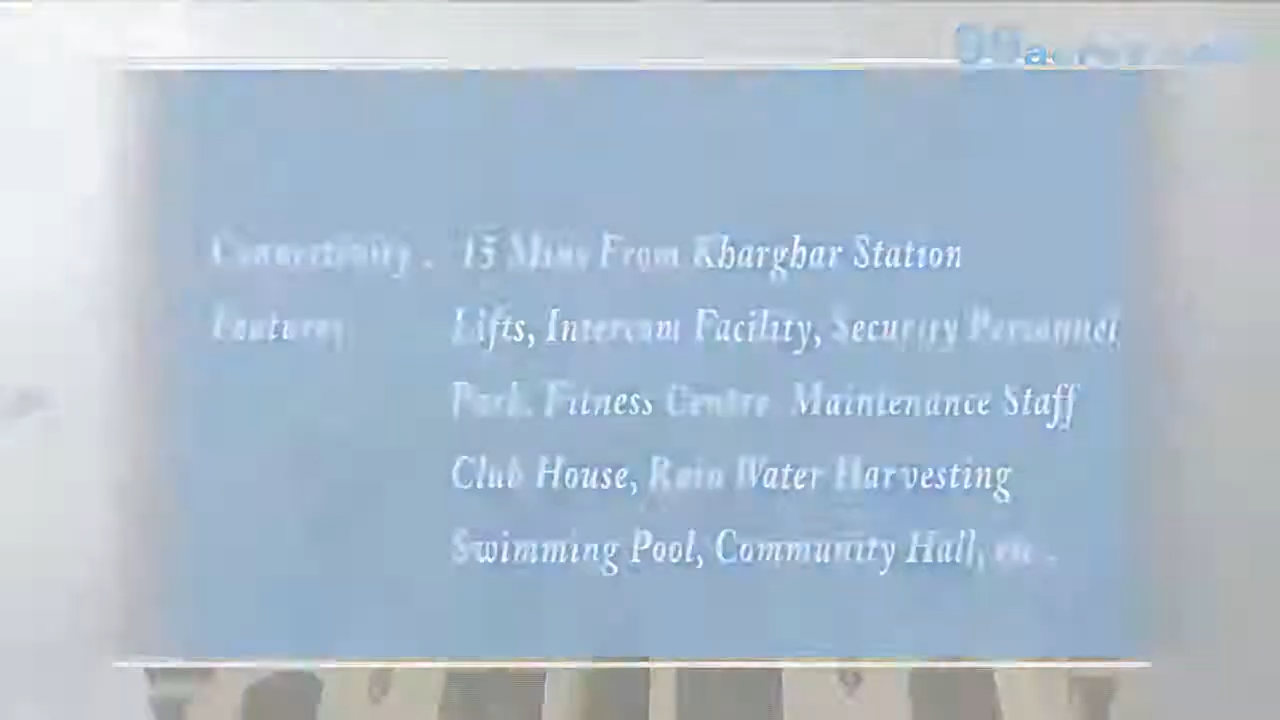 Connectivity : 15 Mins From Kharghar Station
Features Lifts, Intercom Facility, Security Personnel
Park, Fitness Centre, Maintenance Staff
Club House, Rain Water Harvesting
Swimming Pool, Community Hall, etc.